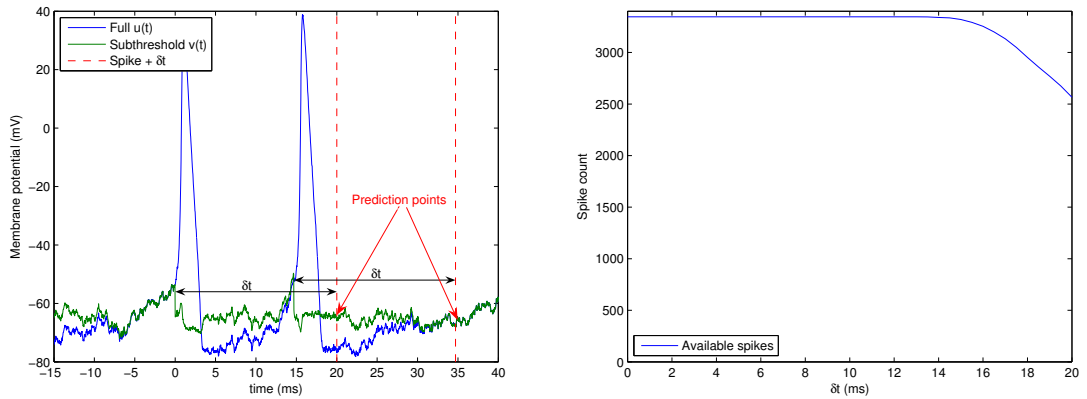 Membrane potential (mV)
40
20
0
−20
−40
−60
−80
Full u(t)
Subthreshold v(t)
Spike + δt
Prediction points
δt
δt
−15 −10 −5 0 5 10 15 20 25 30 35 40
time (ms)
Spike count
3000
2500
2000
1500
1000
500
0
Available spikes
0 2 4 6 8 10 12 14 16 18 20
δt (ms)